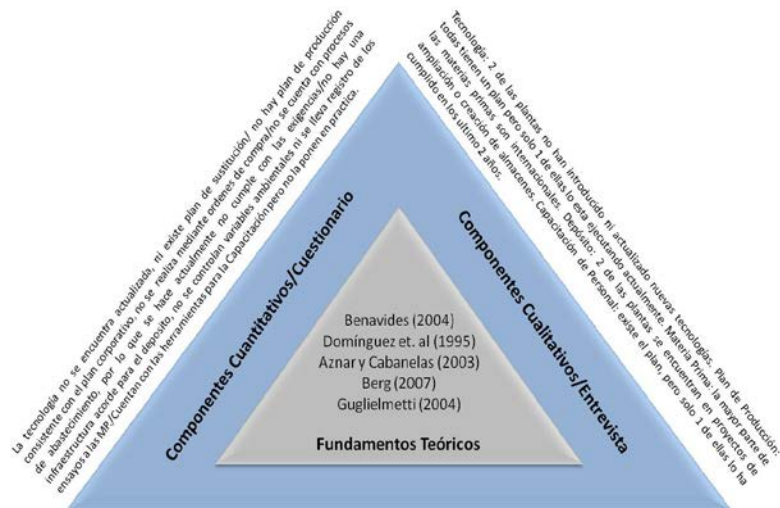 La tecnología no se encuentra actualizada, ni existe plan de sustitución/ no hay plan de producción
consistente con el plan corporativo. no se realiza mediante ordenes de compra/no se cuenta con procesos
de abastecimiento, por lo que se hace actualmente no cumple con las exigencias/no hay una
infraestructura acorde para el deposito no se controlan variables ambientales ni se lleva registro de los
ensayos a las MP/Cuentan con las herramientas para la Capacitación pero no la ponen en practica.
Componentes Cuantitativos/Cuestionario
Tecnología: 2 de las plantas no han introducido ni actualizado nuevas tecnologías. Plan de Producción:
todas tienen un plan pero solo 1 de ellas lo esta ejecutando actualmente. Materia Prima: la mayor parte de
las materias primas son internacionales. Depósito: 2 de las plantas se encuentran en proyectos de
ampliación o creación de almacenes. Capacitación de Personal: existe el plan, pero solo 1 de ellas lo ha
cumplido en los ultimo 2 años.
Componentes Cualitativos/Entrevista
Benavides (2004)
Domínguez et. al (1995)
Aznar y Cabanelas (2003)
Berg (2007)
Guglielmetti (2004)
Fundamentos Teóricos